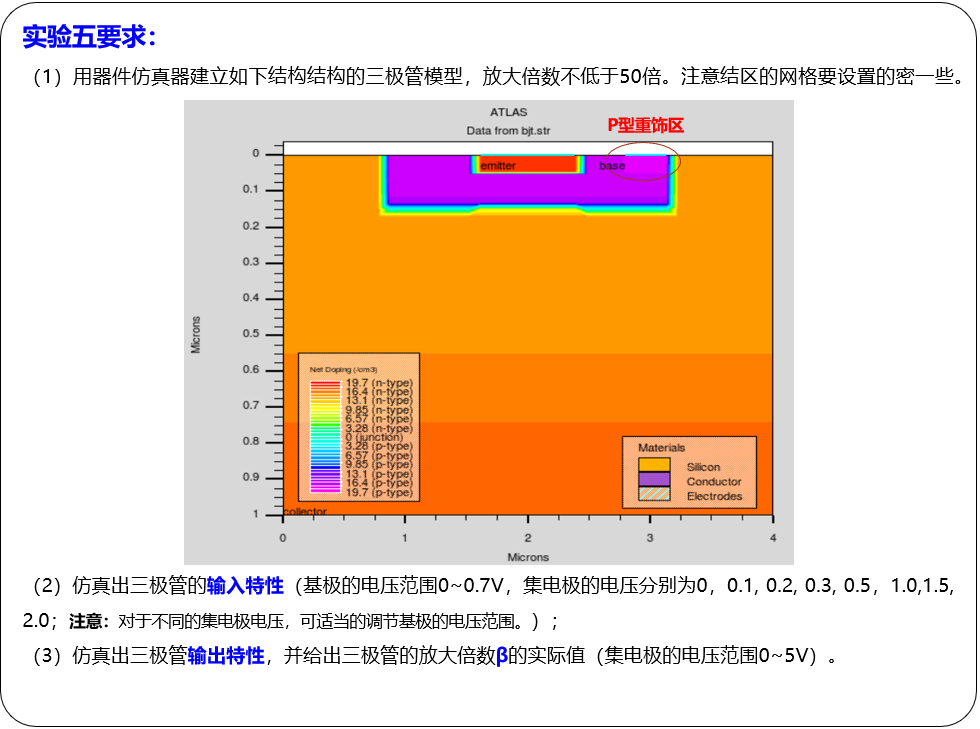 实验五要求：
（1）用器件仿真器建立如下结构结构的三极管模型，放大倍数不低于50倍。注意结区的网格要设置的密一些。
ATLAS
Data from bjt.str
P型重饰区
emitter
base
0
0.1
0.2
0.3
0.4
0.5
0.6
0.7
0.8
0.9
1
Microns
Net Doping (/cm3)
19.7 (n-type)
16.4 (n-type)
13.1 (n-type)
9.85 (n-type)
6.57 (n-type)
3.28 (n-type)
0 (junction)
3.28 (p-type)
6.57 (p-type)
9.85 (p-type)
13.1 (p-type)
16.4 (p-type)
19.7 (p-type)
Materials
Silicon
Conductor
Electrodes
collector
0 1 2 3 4
Microns
（2）仿真出三极管的输入特性（基极的电压范围0~0.7V，集电极的电压分别为0，0.1, 0.2, 0.3, 0.5，1.0,1.5,
2.0；注意：对于不同的集电极电压，可适当的调节基极的电压范围。）；
（3）仿真出三极管输出特性，并给出三极管的放大倍数β的实际值（集电极的电压范围0~5V）。